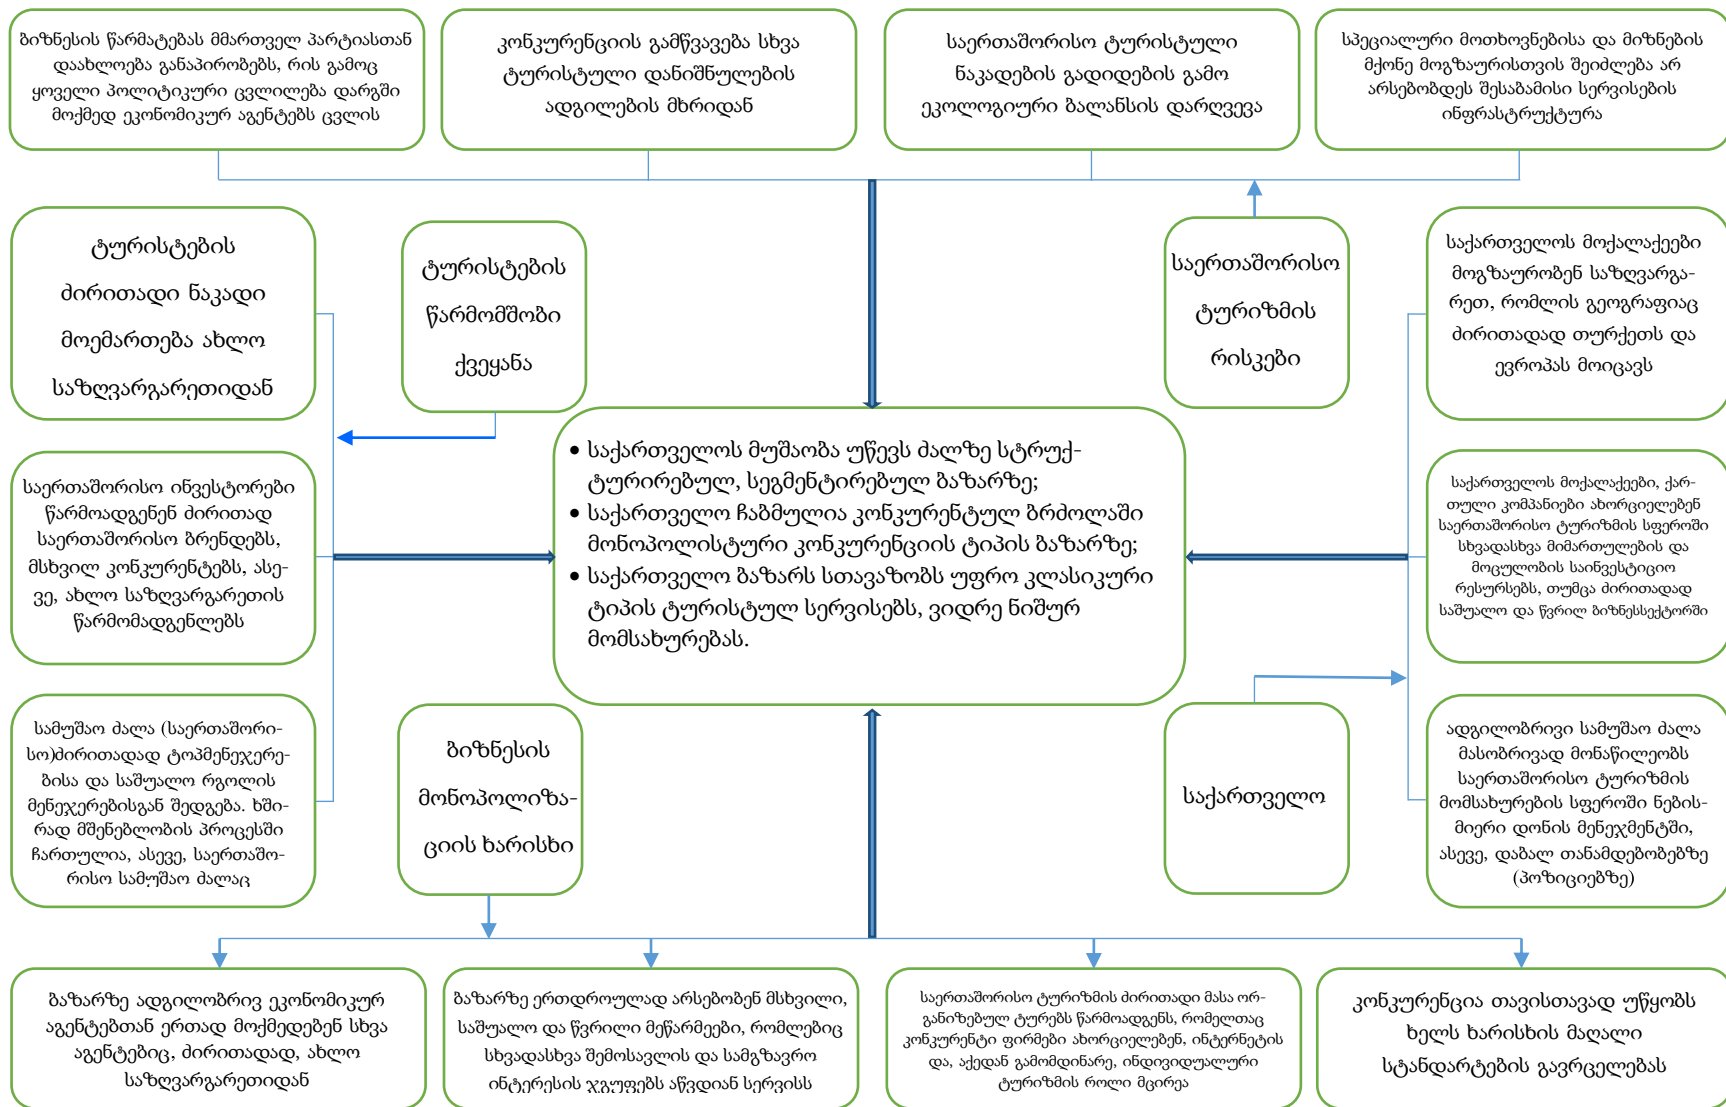 ბიზნესის წარმატებას მმართველ პარტიასთან
დაახლოება განაპირობებს, რის გამოც
ყოველი პოლიტიკური ცვლილება დარგში
მოქმედ ეკონომიკურ აგენტებს ცვლის
კონკურენციის გამწვავება სხვა
ტურისტული დანიშნულების
ადგილების მხრიდან
საერთაშორისო ტურისტული
ნაკადების გადიდების გამო
ეკოლოგიური ბალანსის დარღვევა
სპეციალური მოთხოვნებისა და მიზნების
მქონე მოგზაურისთვის შეიძლება არ
არსებობდეს შესაბამისი სერვისების
ინფრასტრუქტურა
ტურისტების
ძირითადი ნაკადი
მოემართება ახლო
საზღვარგარეთიდან
ტურისტების
წარმომშობი
ქვეყანა
საერთაშორისო
ტურიზმის
რისკები
საქართველოს მოქალაქეები
მოგზაურობენ საზღვარგა-
რეთ, რომლის გეოგრაფიაც
ძირითადად თურქეთს და
ევროპას მოიცავს
• საქართველოს მუშაობა უწევს ძალზე სტრუქ-
ტურირებულ, სეგმენტირებულ ბაზარზე;
• საქართველო ჩაბმულია კონკურენტულ ბრძოლაში
მონოპოლისტური კონკურენციის ტიპის ბაზარზე;
• საქართველო ბაზარს სთავაზობს უფრო კლასიკური
ტიპის ტურისტულ სერვისებს, ვიდრე ნიშურ
მომსახურებას.
საერთაშორისო ინვესტორები
წარმოადგენენ ძირითად
საერთაშორისო ბრენდებს,
მსხვილ კონკურენტებს, ასე-
ვე, ახლო საზღვარგარეთის
წარმომადგენლებს
საქართველოს მოქალაქეები, ქარ-
თული კომპანიები ახორციელებენ
საერთაშორისო ტურიზმის სფეროში
სხვადასხვა მიმართულების და
მოცულობის საინვესტიციო
რესურსებს, თუმცა ძირითადად
საშუალო და წვრილ ბიზნესსექტორში
სამუშაო ძალა (საერთაშორი-
სო)ძირითადად ტოპმენეჯერე-
ბისა და საშუალო რგოლის
მენეჯერებისგან შედგება. ხში-
რად მშენებლობის პროცესში
ჩართულია, ასევე, საერთაშო-
რისო სამუშაო ძალაც
ბიზნესის
მონოპოლიზა-
ციის ხარისხი
საქართველო
ადგილობრივი სამუშაო ძალა
მასობრივად მონაწილეობს
საერთაშორისო ტურიზმის
მომსახურების სფეროში ნების-
მიერი დონის მენეჯმენტში,
ასევე, დაბალ თანამდებობებზე
(პოზიციებზე)
ბაზარზე ადგილობრივ ეკონომიკურ
აგენტებთან ერთად მოქმედებენ სხვა
აგენტებიც, ძირითადად, ახლო
საზღვარგარეთიდან
ბაზარზე ერთდროულად არსებობენ მსხვილი,
საშუალო და წვრილი მეწარმეები, რომლებიც
სხვადასხვა შემოსავლის და სამგზავრო
ინტერესის ჯგუფებს აწვდიან სერვისს
საერთაშორისო ტურიზმის ძირითადი მასა ორ-
განიზებულ ტურებს წარმოადგენს, რომელთაც
კონკურენტი ფირმები ახორციელებენ, ინტერნეტის
და, აქედან გამომდინარე, ინდივიდუალური
ტურიზმის როლი მცირეა
კონკურენცია თავისთავად უწყობს
ხელს ხარისხის მაღალი
სტანდარტების გავრცელებას